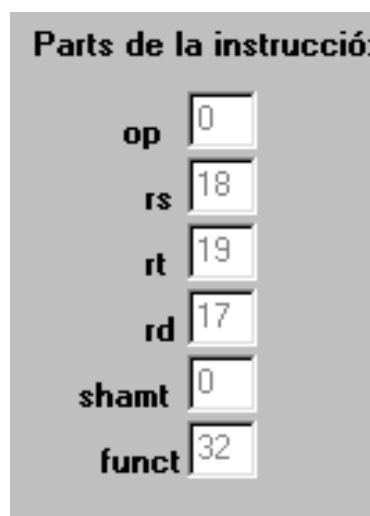 Parts de la instrucció:
op 0
rs 18
rt 19
rd 17
shamt 0
funct 32